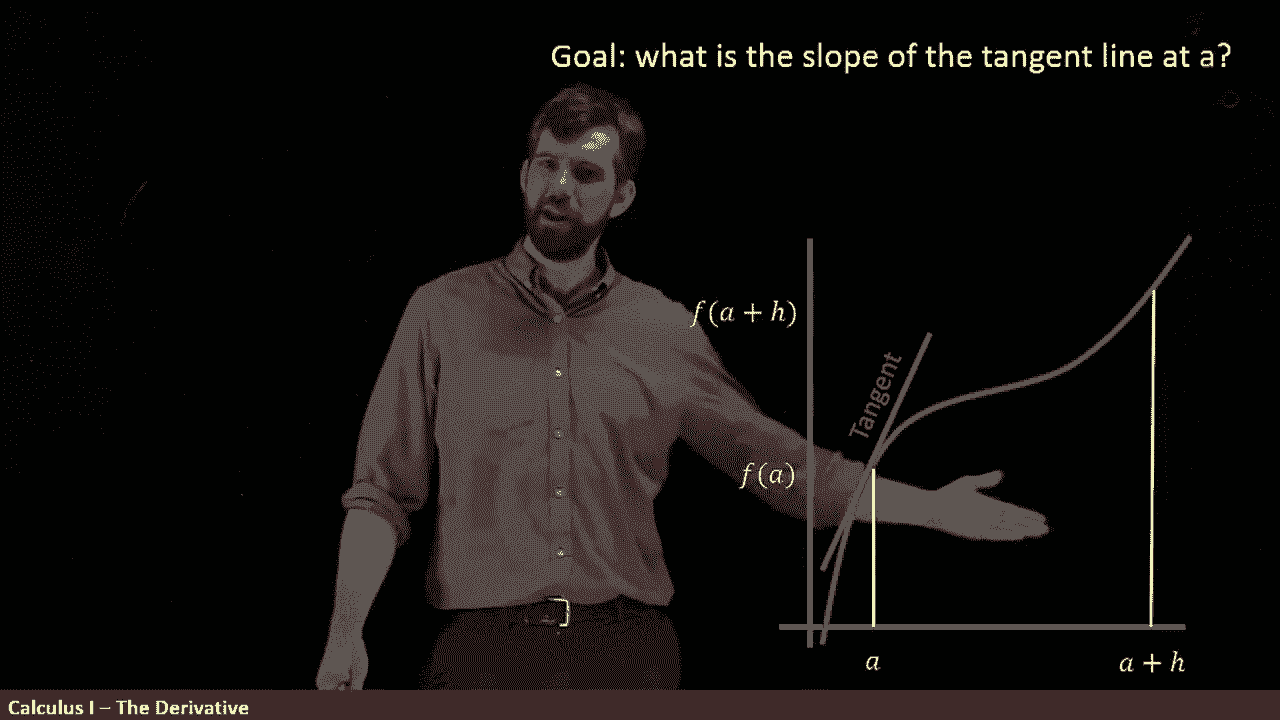 Goal: what is the slope of the tangent line at a?
f(a + h)
Tangent
f(a)
a
a + h
Calculus I – The Derivative